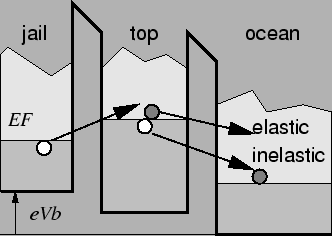 jail top ocean
EF
elastic
inelastic
eVb